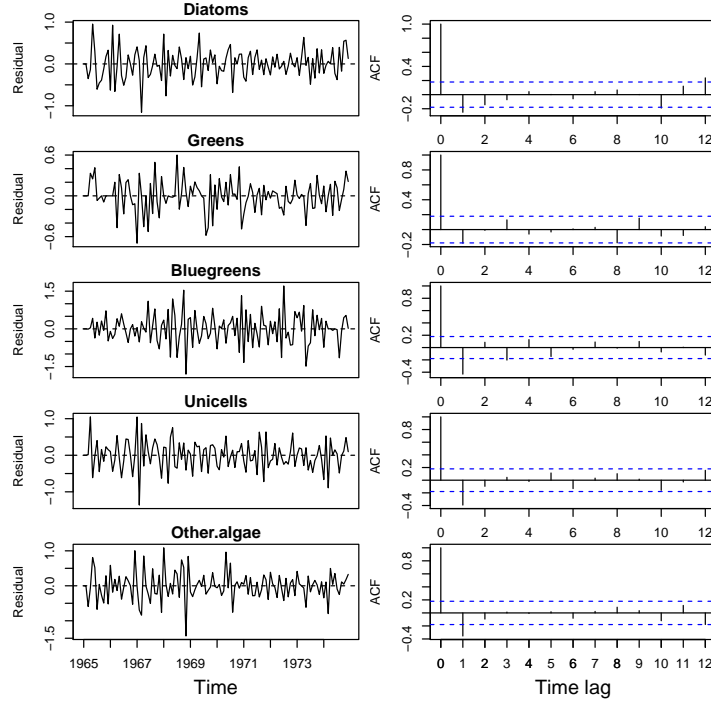 Diatoms
Residual
1.0
0.0
−1.0
ACF
0.4
−0.2
0 2 4 6 8 10 12
Greens
Residual
0.6
0.0
−0.6
ACF
0.8
0.4
−0.2
0 2 4 6 8 10 12
Bluegreens
Residual
1.5
0.0
−1.5
ACF
0.8
0.2
−0.4
0 2 4 6 8 10 12
Unicells
Residual
1.0
0.0
−1.0
ACF
0.8
0.2
−0.4
0 2 4 6 8 10 12
Other.algae
Residual
1.0
0.0
−1.5
ACF
0.8
0.2
−0.4
1965 1967 1969 1971 1973
0 1 2 3 4 5 6 7 8 9 10 11 12
Time
Time lag